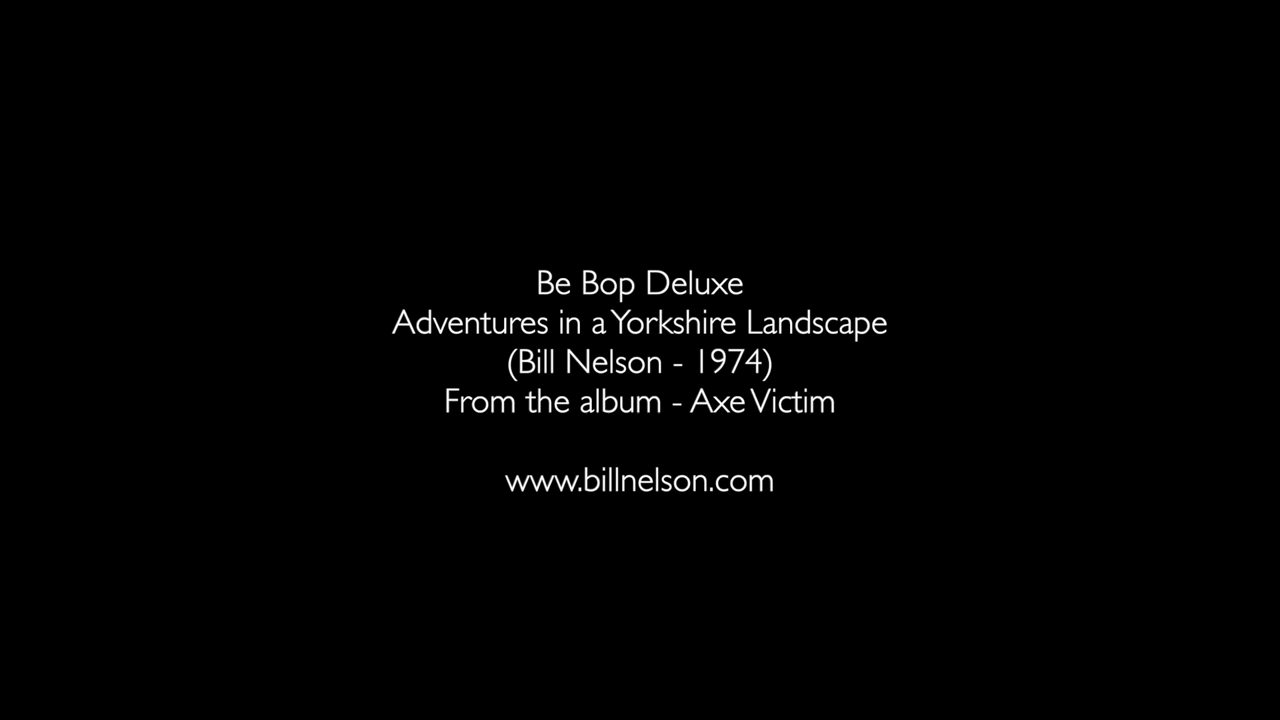 Be Bop Deluxe
Adventures in a Yorkshire Landscape
(Bill Nelson - 1974)
From the album - Axe Victim
www.billnelson.com